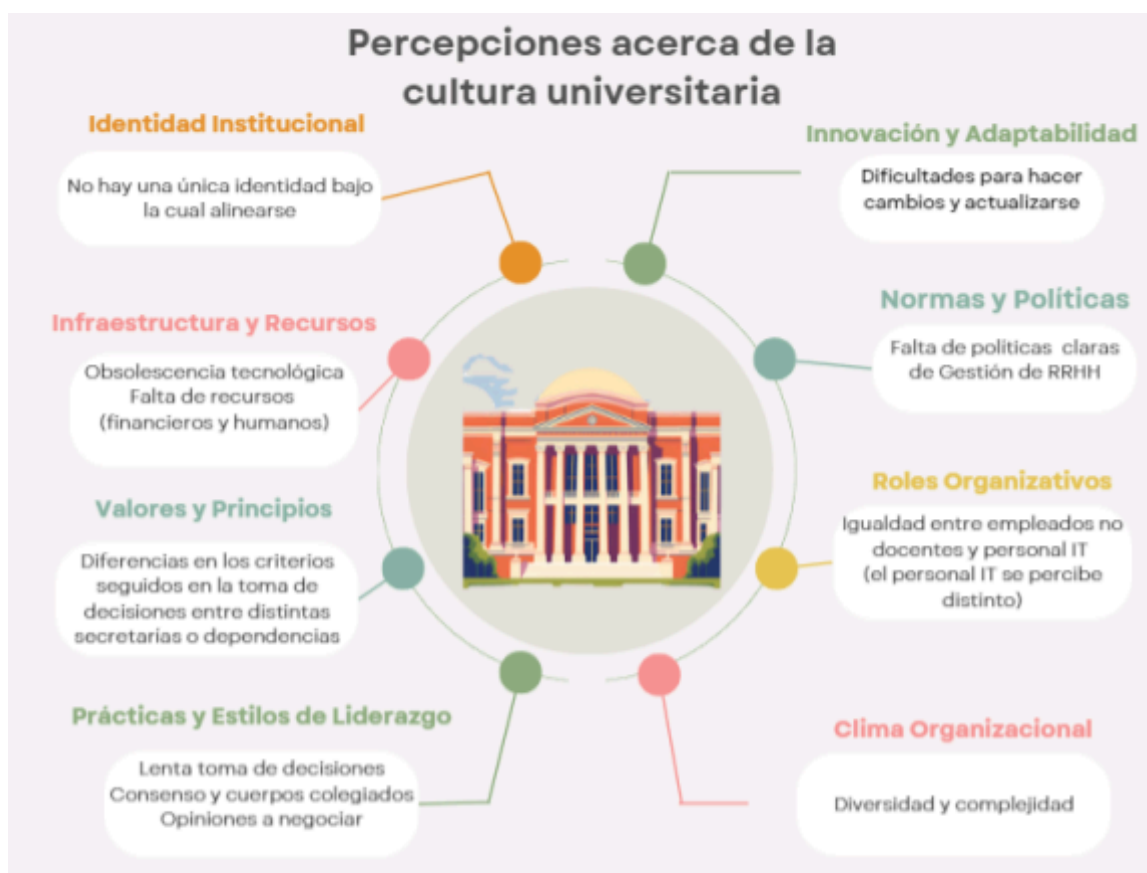 Percepciones acerca de la
cultura universitaria
Identidad Institucional
No hay una única identidad bajo
la cual alinearse
Infraestructura y Recursos
Obsolescencia tecnológica
Falta de recursos
(financieros y humanos)
Valores y Principios
Diferencias en los criterios
seguidos en la toma de
decisiones entre distintas
secretarías o dependencias
Prácticas y Estilos de Liderazgo
Lenta toma de decisiones
Consenso y cuerpos colegiados
Opiniones a negociar
Innovación y Adaptabilidad
Dificultades para hacer
cambios y actualizarse
Normas y Políticas
Falta de políticas claras
de Gestión de RRHH
Roles Organizativos
Igualdad entre empleados no
docentes y personal IT
(el personal IT se percibe
distinto)
Clima Organizacional
Diversidad y complejidad